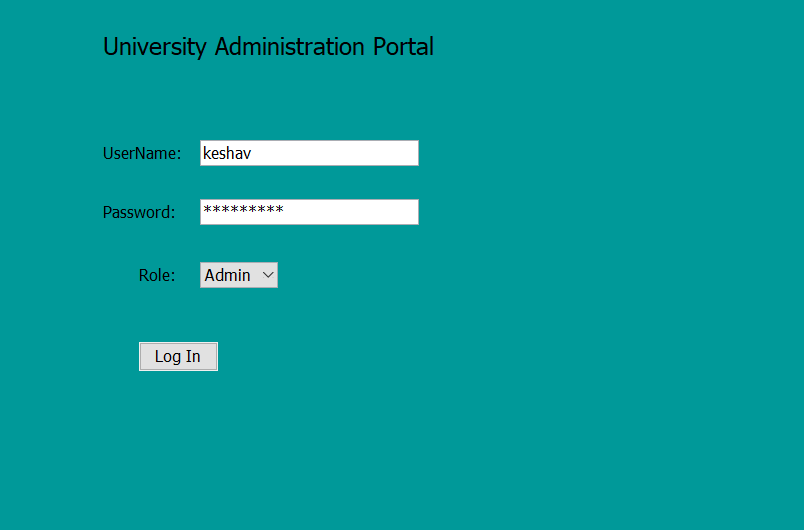 University Administration Portal
UserName: keshav
Password: *********
Role: Admin
Log In